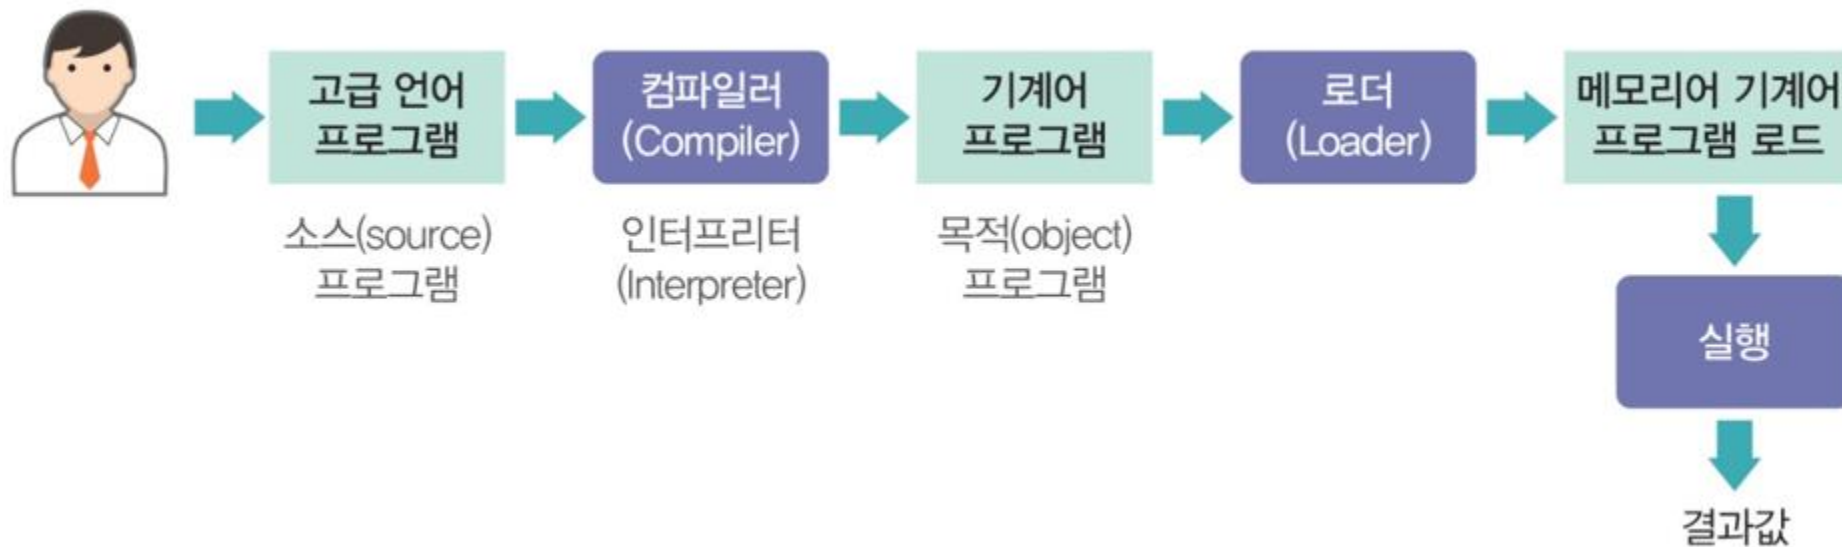 고급 언어
프로그램
컴파일러
(Compiler)
기계어
프로그램
로더
(Loader)
메모리어 기계어
프로그램 로드
소스(source)
프로그램
인터프리터
(Interpreter)
목적(object)
프로그램
실행
결과값